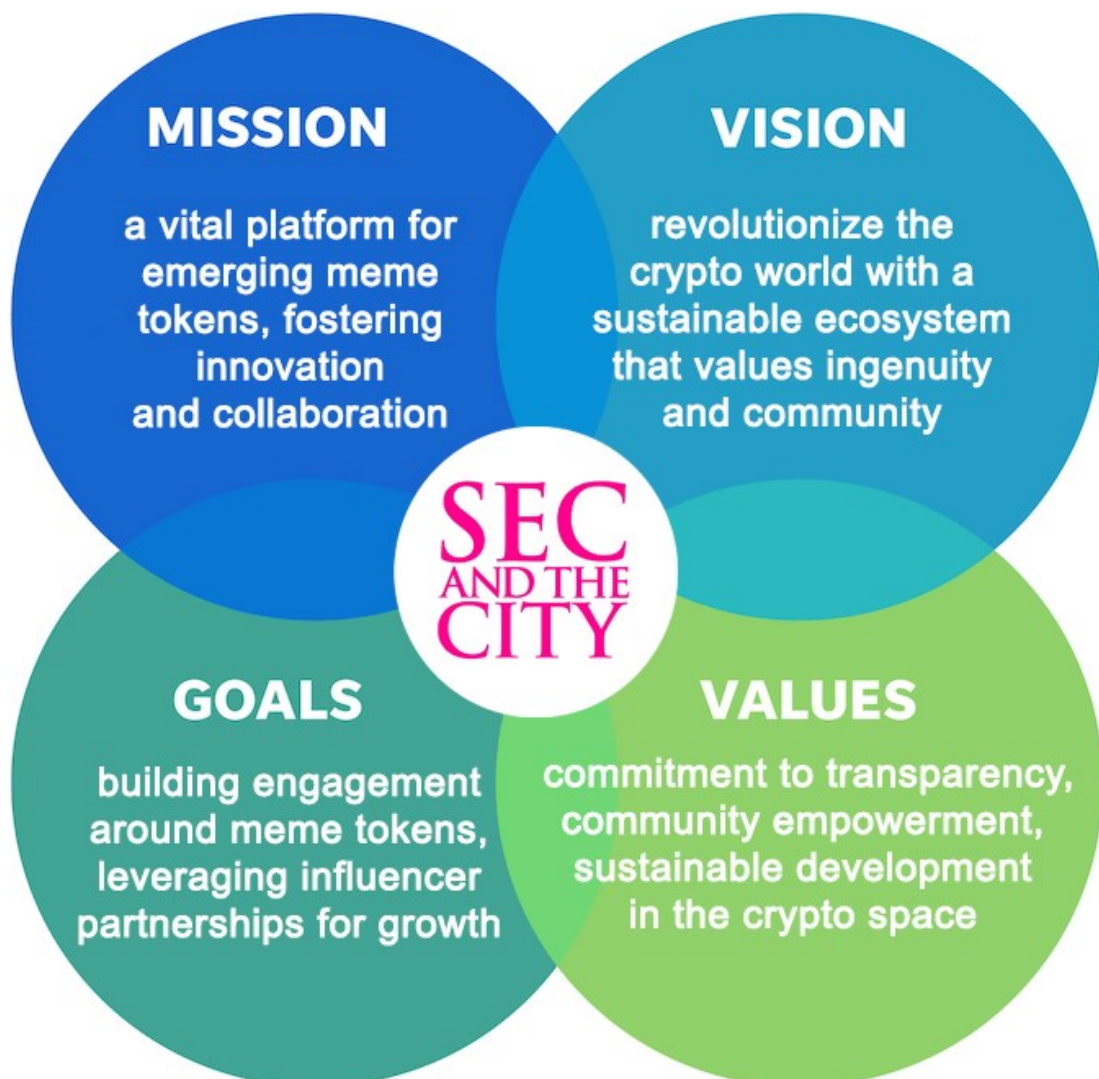 MISSION
a vital platform for
emerging meme
tokens, fostering
innovation
and collaboration
VISION
revolutionize the
crypto world with a
sustainable ecosystem
that values ingenuity
and community
SEC
AND THE
CITY
GOALS
building engagement
around meme tokens,
leveraging influencer
partnerships for growth
VALUES
commitment to transparency,
community empowerment,
sustainable development
in the crypto space